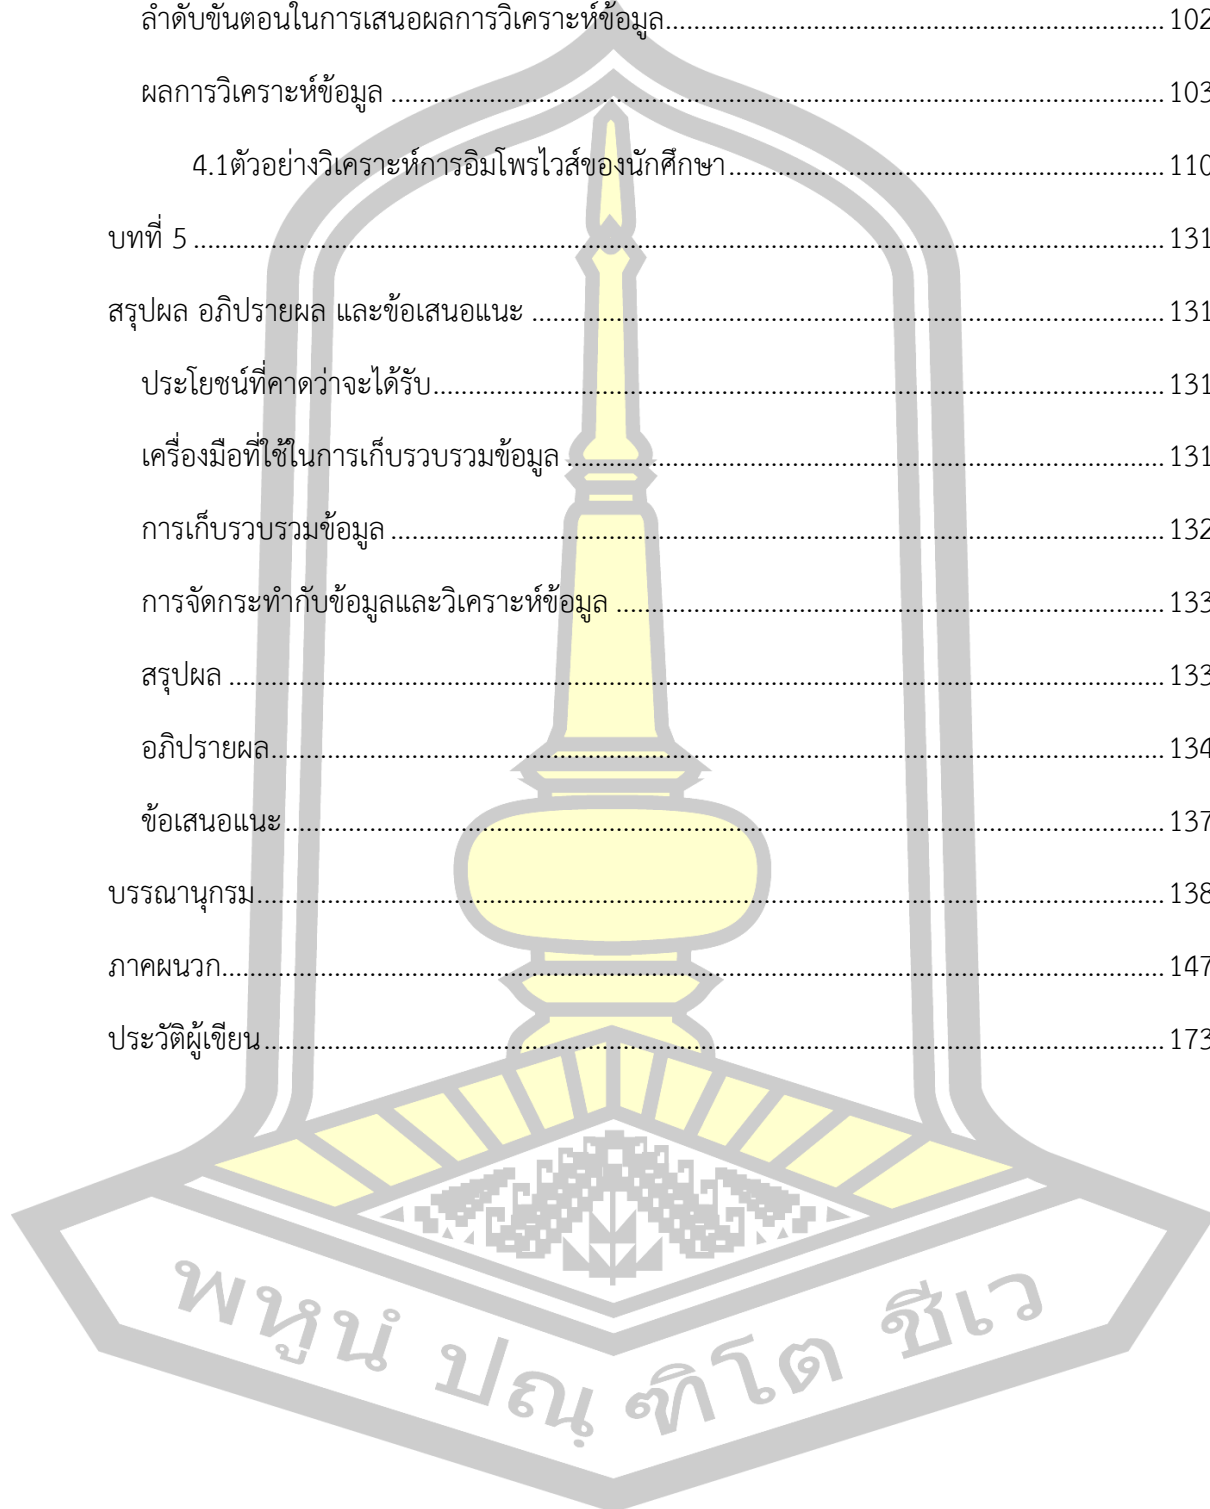 ลำดับขั้นตอนในการเสนอผลการวิเคราะห์ข้อมูล.................................................................... 102
ผลการวิเคราะห์ข้อมูล .......................................................................................................... 103
4.1ตัวอย่างวิเคราะห์การอิมโพรไวส์ของนักศึกษา............................................................ 110
บทที่ 5 .................................................................................................................................... 131
สรุปผล อภิปรายผล และข้อเสนอแนะ ...................................................................................... 131
ประโยชน์ที่คาดว่าจะได้รับ.................................................................................................... 131
เครื่องมือที่ใช้ในการเก็บรวบรวมข้อมูล .................................................................................. 131
การเก็บรวบรวมข้อมูล .......................................................................................................... 132
การจัดกระทำกับข้อมูลและวิเคราะห์ข้อมูล ........................................................................... 133
สรุปผล ................................................................................................................................ 133
อภิปรายผล.......................................................................................................................... 134
ข้อเสนอแนะ........................................................................................................................ 137
บรรณานุกรม............................................................................................................................ 138
ภาคผนวก................................................................................................................................. 147
ประวัติผู้เขียน........................................................................................................................... 173
พหูนํ ปณฺฑิโต ชีเว